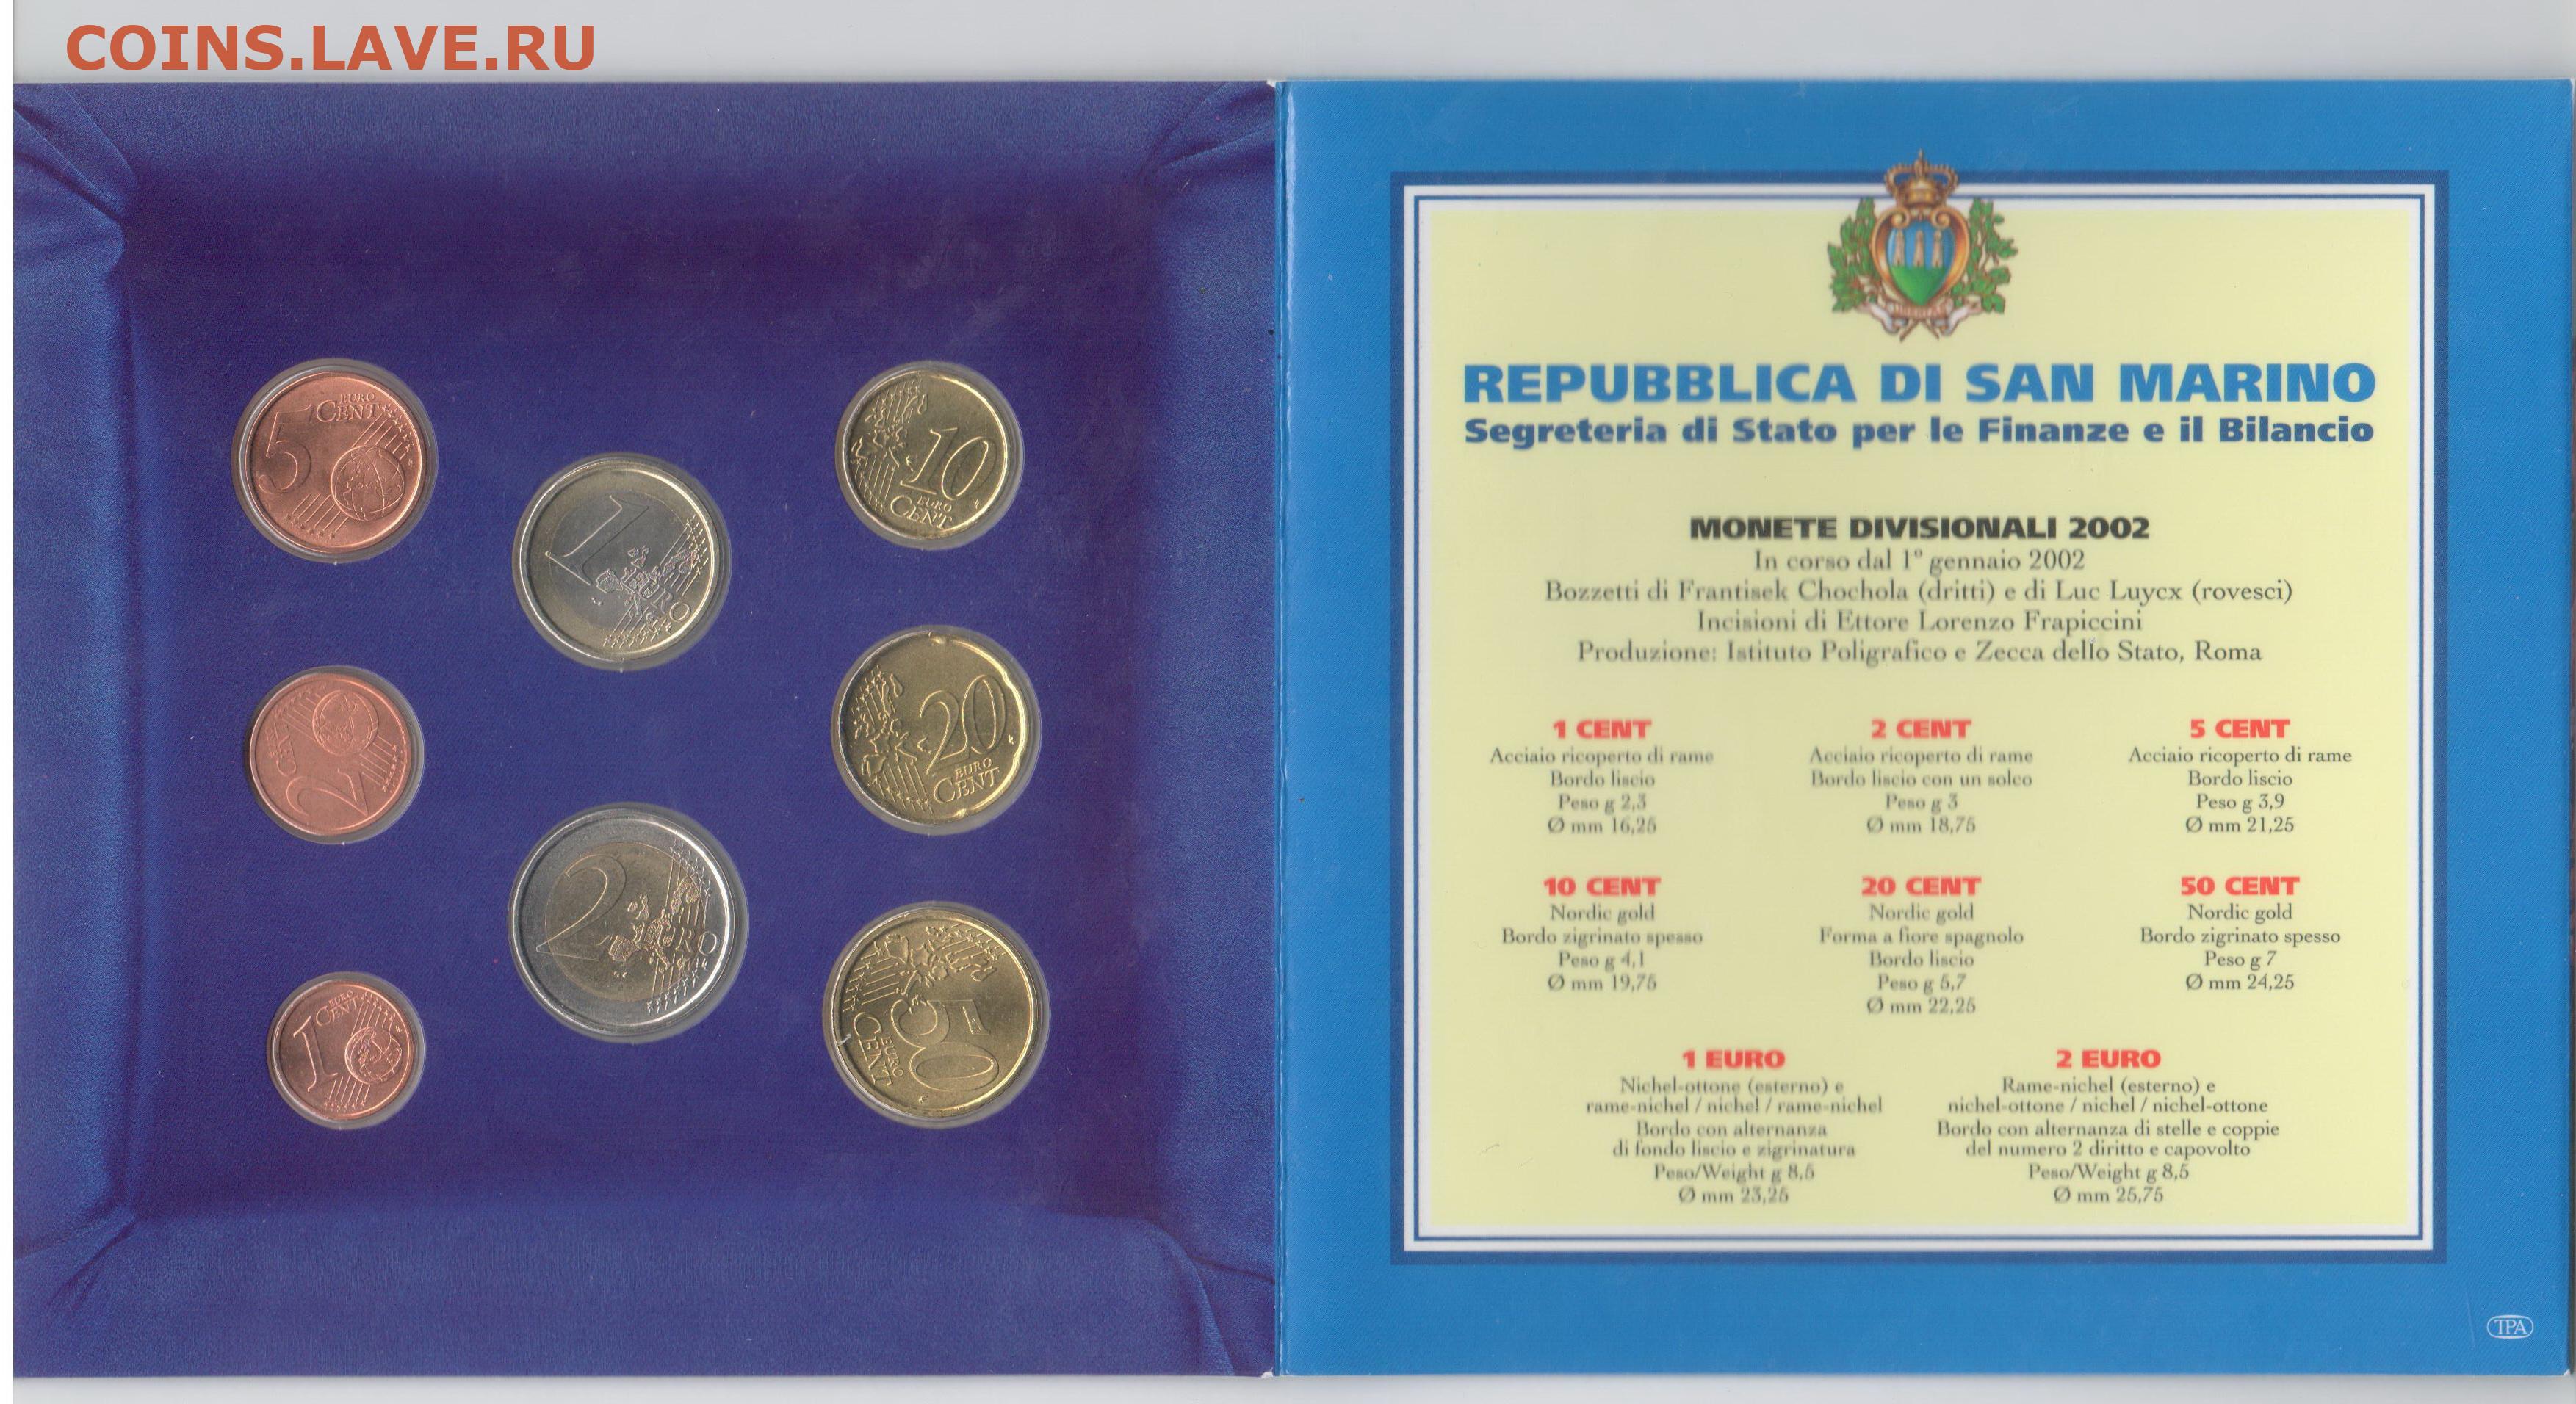 COINS.LAVE.RU
5 EURO CENT
1 EURO
10 EURO CENT
2 EURO CENT
20 EURO CENT
2 EURO
50 EURO CENT
1 EURO CENT
REPUBBLICA DI SAN MARINO
Segreteria di Stato per le Finanze e il Bilancio
MONETE DIVISIONALI 2002
In corso dal 1° gennaio 2002
Bozzetti di Frantisek Chochola (dritti) e di Luc Luycx (rovesci)
Incisioni di Ettore Lorenzo Frapiccini
Produzione: Istituto Poligrafico e Zecca dello Stato, Roma
1 CENT
Acciaio ricoperto di rame
Bordo liscio
Peso g 2,3
Ø mm 16,25
2 CENT
Acciaio ricoperto di rame
Bordo liscio con un solco
Peso g 3
Ø mm 18,75
5 CENT
Acciaio ricoperto di rame
Bordo liscio
Peso g 3,9
Ø mm 21,25
10 CENT
Nordic gold
Bordo zigrinato spesso
Peso g 4,1
Ø mm 19,75
20 CENT
Nordic gold
Forma a fiore spagnolo
Bordo liscio
Peso g 5,7
Ø mm 22,25
50 CENT
Nordic gold
Bordo zigrinato spesso
Peso g 7
Ø mm 24,25
1 EURO
Nichel-ottone (esterno) e
rame-nichel / nichel / rame-nichel
Bordo con alternanza
di fondo liscio e zigrinatura
Peso/Weight g 8,5
Ø mm 23,25
2 EURO
Rame-nichel (esterno) e
nichel-ottone / nichel / nichel-ottone
Bordo con alternanza di stelle e coppie
del numero 2 diritto e capovolto
Peso/Weight g 8,5
Ø mm 25,75
TPA